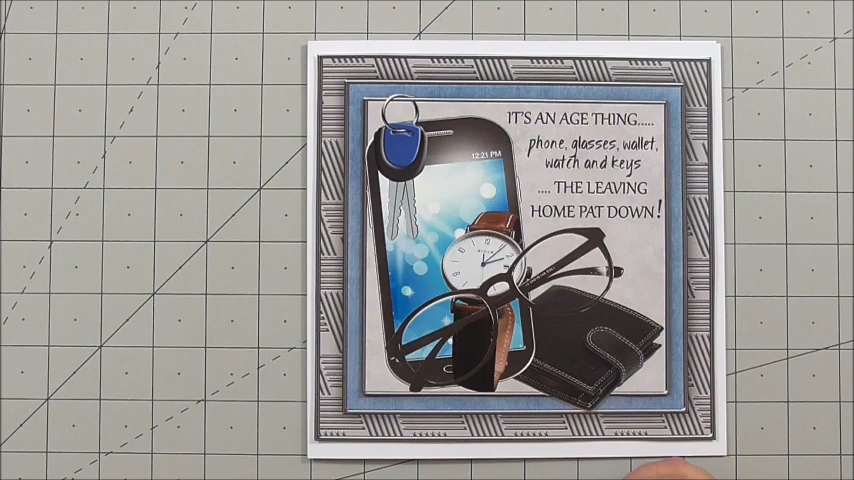 IT'S AN AGE THING.....
phone, glasses, wallet,
watch and keys
.... THE LEAVING
HOME PAT DOWN!
12:21 PM